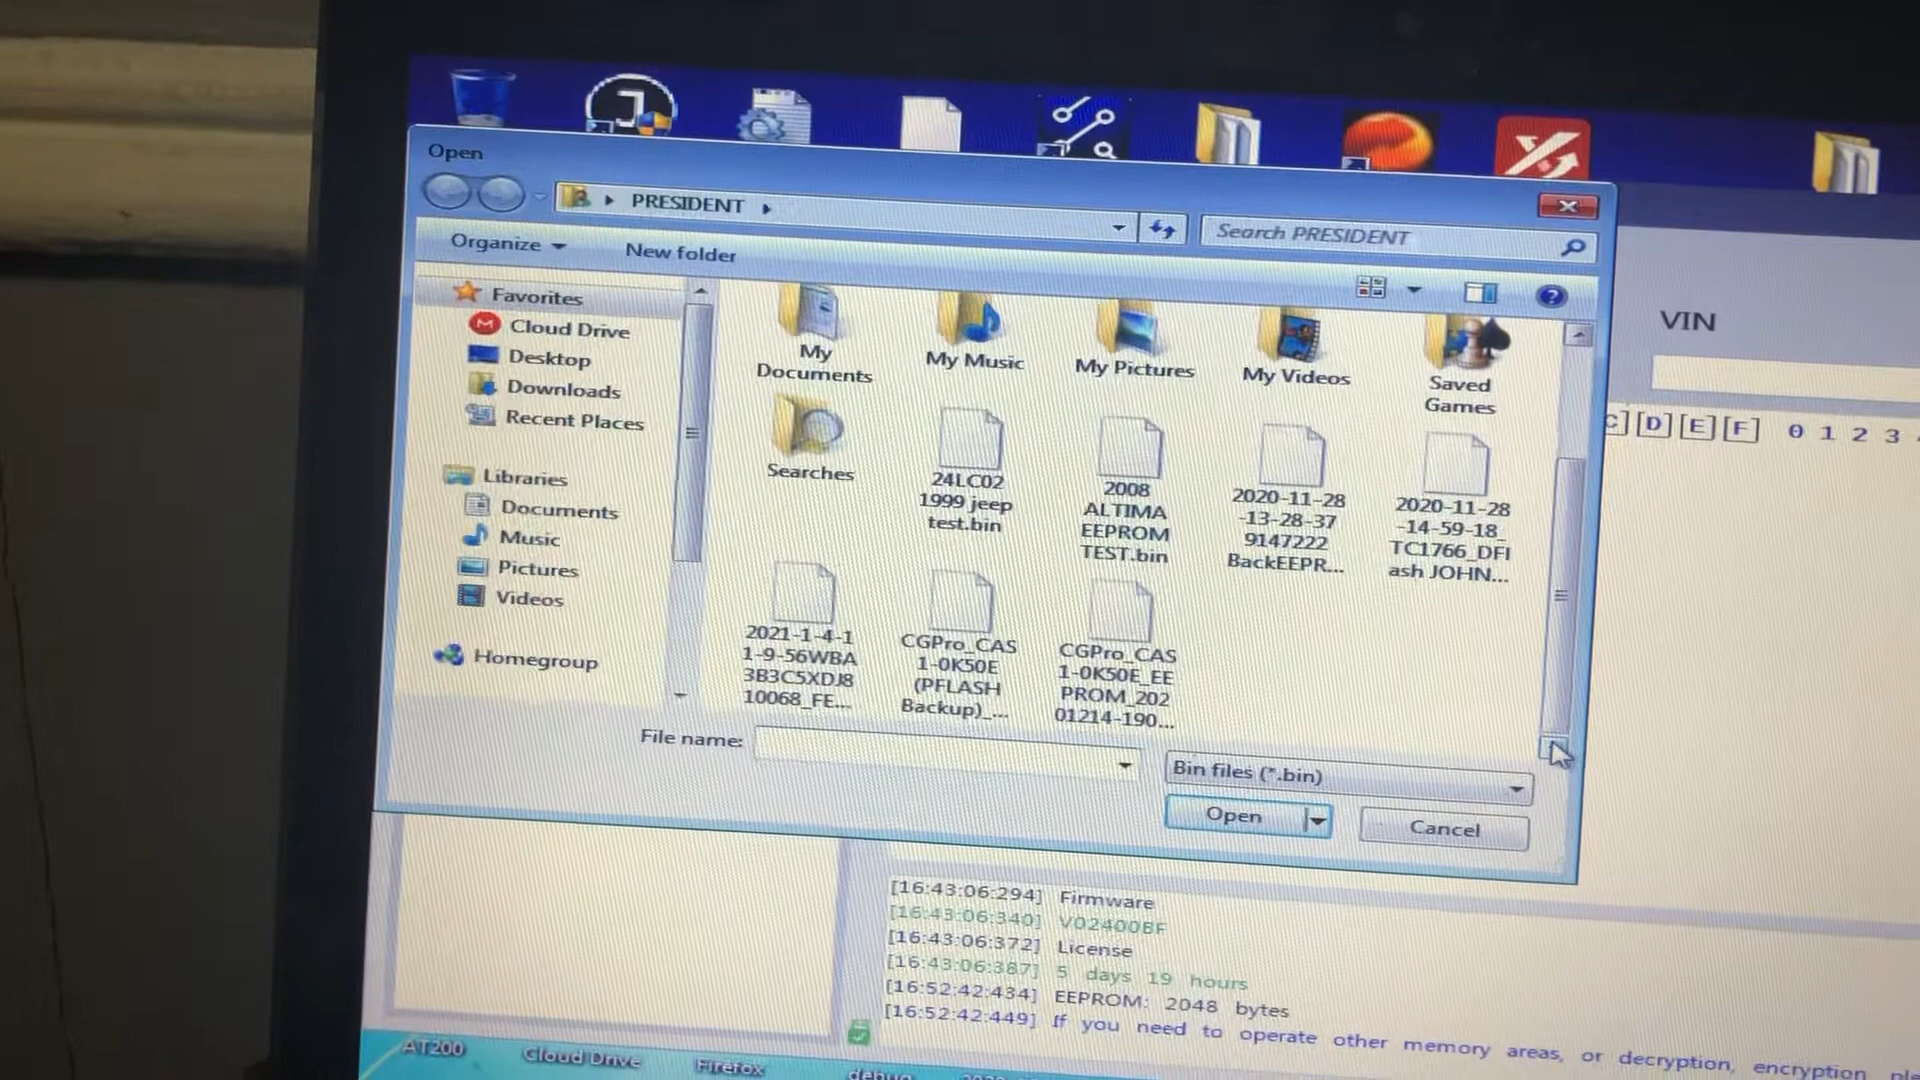 Open
PRESIDENT
Search PRESIDENT
Organize
New folder
Favorites
Cloud Drive
Desktop
Downloads
Recent Places
Libraries
Documents
Music
Pictures
Videos
Homegroup
My
Documents
My Music
My Pictures
My Videos
Saved
Games
Searches
24LC02
1999 jeep
test.bin
2008
ALTIMA
EEPROM
TEST.bin
2020-11-28
-13-28-37
9147222
BackEEPR...
2020-11-28
-14-59-18_
TC1766_DFl
ash JOHN...
2021-1-4-1
1-9-56WBA
3B3C5XDJ8
10068_FE...
CGPro_CAS
1-0K50E
(PFLASH
Backup)_...
CGPro_CAS
1-0K50E_EE
PROM_202
01214-190...
File name:
Bin files (*.bin)
Open
Cancel
VIN
[D][E][F] 0 1 2 3
[16:43:06:294] Firmware
[16:43:06:340] V02400BF
[16:43:06:372] License
[16:43:06:387] 5 days 19 hours
[16:52:42:434] EEPROM: 2048 bytes
[16:52:42:449] If you need to operate other memory areas, or decryption, encryption
AT200
Cloud Drive
Firefox
debug